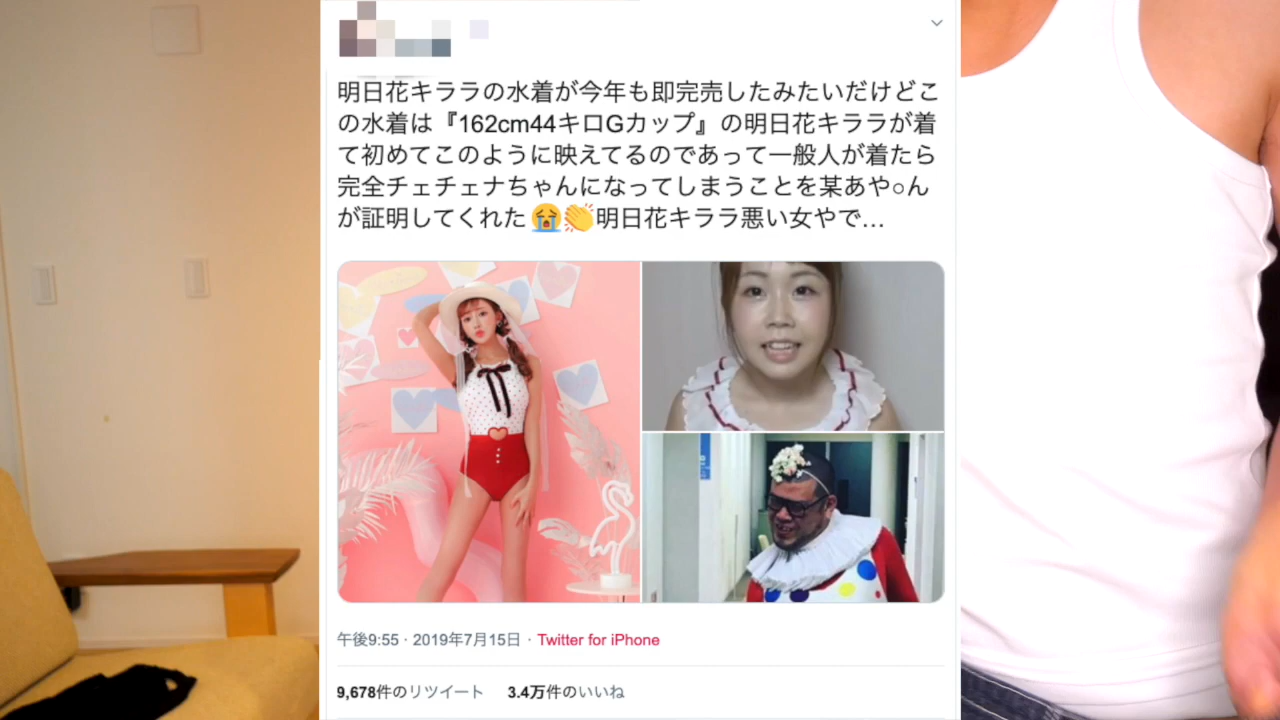 明日花キララの水着が今年も即完売したみたいだけどこ
の水着は『162cm44キロGカップ』の明日花キララが着
て初めてこのように映えてるのであって一般人が着たら
完全チェチェナちゃんになってしまうことを某あや○ん
が証明してくれた😭👏明日花キララ悪い女やで…
午後9:55 · 2019年7月15日 · Twitter for iPhone
9,678件のリツイート 3.4万件のいいね